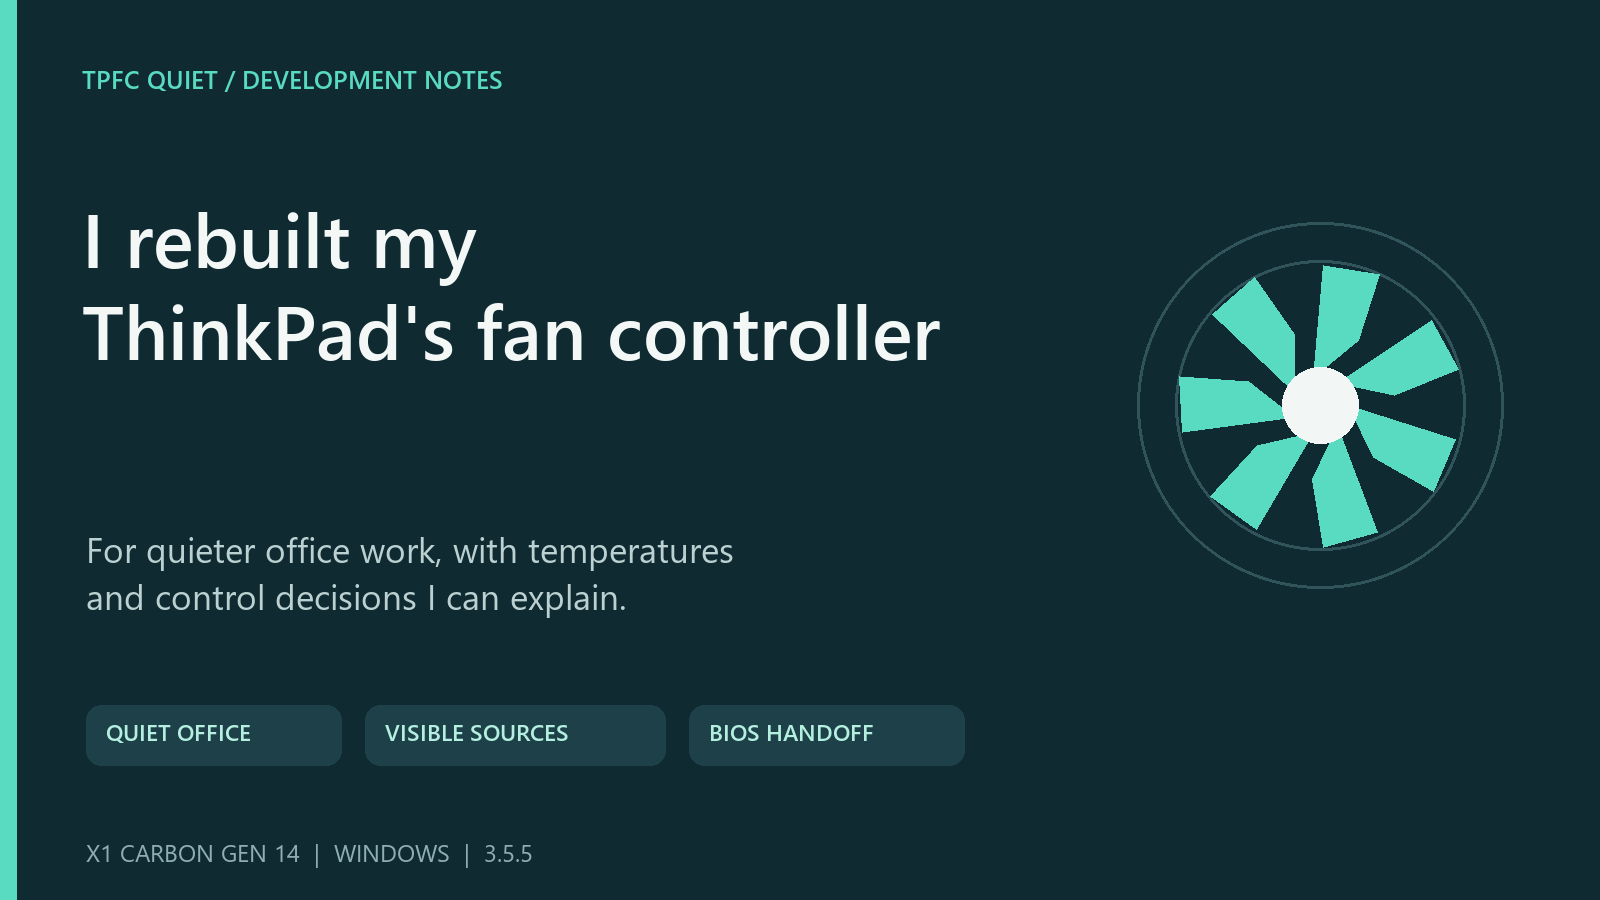 TPFC QUIET / DEVELOPMENT NOTES
I rebuilt my
ThinkPad's fan controller
For quieter office work, with temperatures
and control decisions I can explain.
QUIET OFFICE
VISIBLE SOURCES
BIOS HANDOFF
X1 CARBON GEN 14 | WINDOWS | 3.5.5